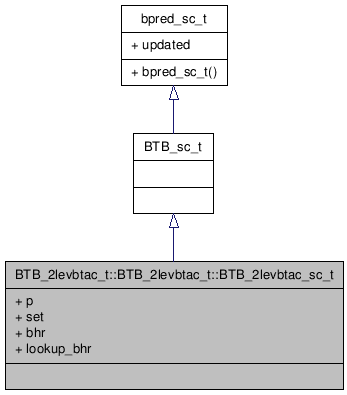 bpred_sc_t
+ updated
+ bpred_sc_t()
BTB_sc_t
BTB_2levbtac_t::BTB_2levbtac_t::BTB_2levbtac_sc_t
+ p
+ set
+ bhr
+ lookup_bhr